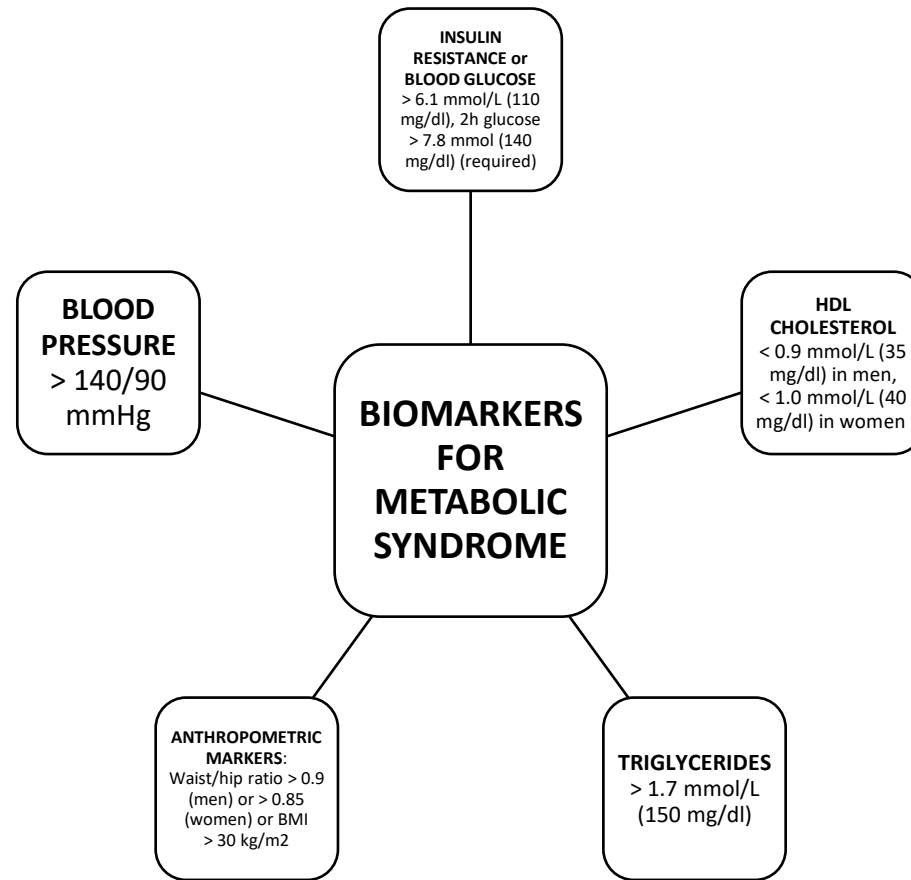 INSULIN
RESISTANCE or
BLOOD GLUCOSE
> 6.1 mmol/L (110
mg/dl), 2h glucose
> 7.8 mmol (140
mg/dl) (required)
BLOOD
PRESSURE
> 140/90
mmHg
HDL
CHOLESTEROL
< 0.9 mmol/L (35
mg/dl) in men,
< 1.0 mmol/L (40
mg/dl) in women
BIOMARKERS
FOR
METABOLIC
SYNDROME
ANTHROPOMETRIC
MARKERS:
Waist/hip ratio > 0.9
(men) or > 0.85
(women) or BMI
> 30 kg/m2
TRIGLYCERIDES
> 1.7 mmol/L
(150 mg/dl)